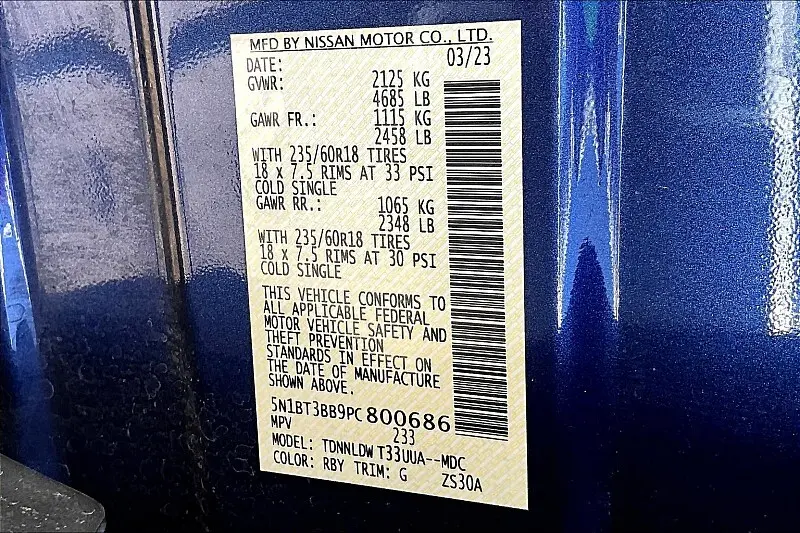 MFD BY NISSAN MOTOR CO., LTD.
DATE: 03/23
GVWR: 2125 KG
4685 LB
GAWR FR.: 1115 KG
2458 LB
WITH 235/60R18 TIRES
18 x 7.5 RIMS AT 33 PSI
COLD SINGLE
GAWR RR.: 1065 KG
2348 LB
WITH 235/60R18 TIRES
18 x 7.5 RIMS AT 30 PSI
COLD SINGLE
THIS VEHICLE CONFORMS TO
ALL APPLICABLE FEDERAL
MOTOR VEHICLE SAFETY AND
THEFT PREVENTION
STANDARDS IN EFFECT ON
THE DATE OF MANUFACTURE
SHOWN ABOVE.
5N1BT3BB9PC800686
MPV 233
MODEL: TDNNLDW T33UUA--MDC
COLOR: RBY TRIM: G ZS30A